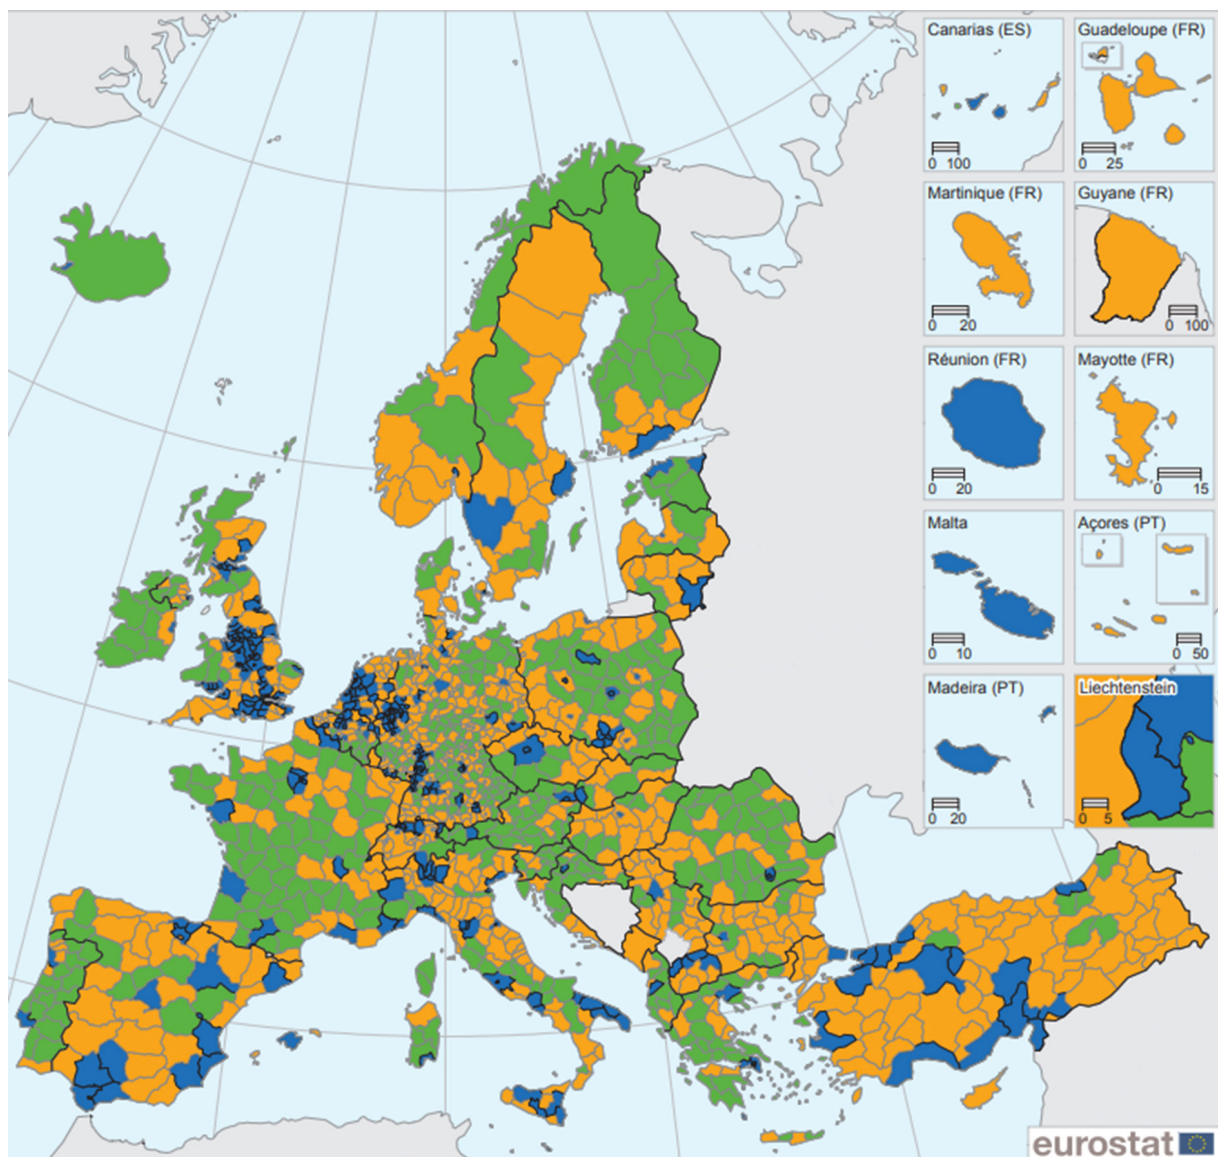 Canarias (ES)
0 100
Guadeloupe (FR)
0 25
Martinique (FR)
0 20
Guyane (FR)
0 100
Réunion (FR)
0 20
Mayotte (FR)
0 15
Malta
0 10
Açores (PT)
0 50
Madeira (PT)
0 20
Liechtenstein
0 5
eurostat